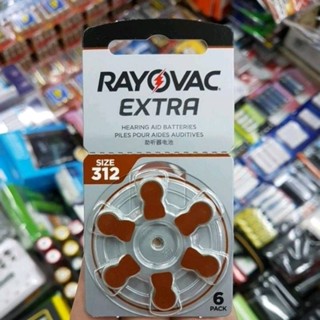 RAYOVAC
EXTRA
HEARING AID BATTERIES
PILES POUR AIDES AUDITIVES
助听器电池
SIZE
312
6
PACK